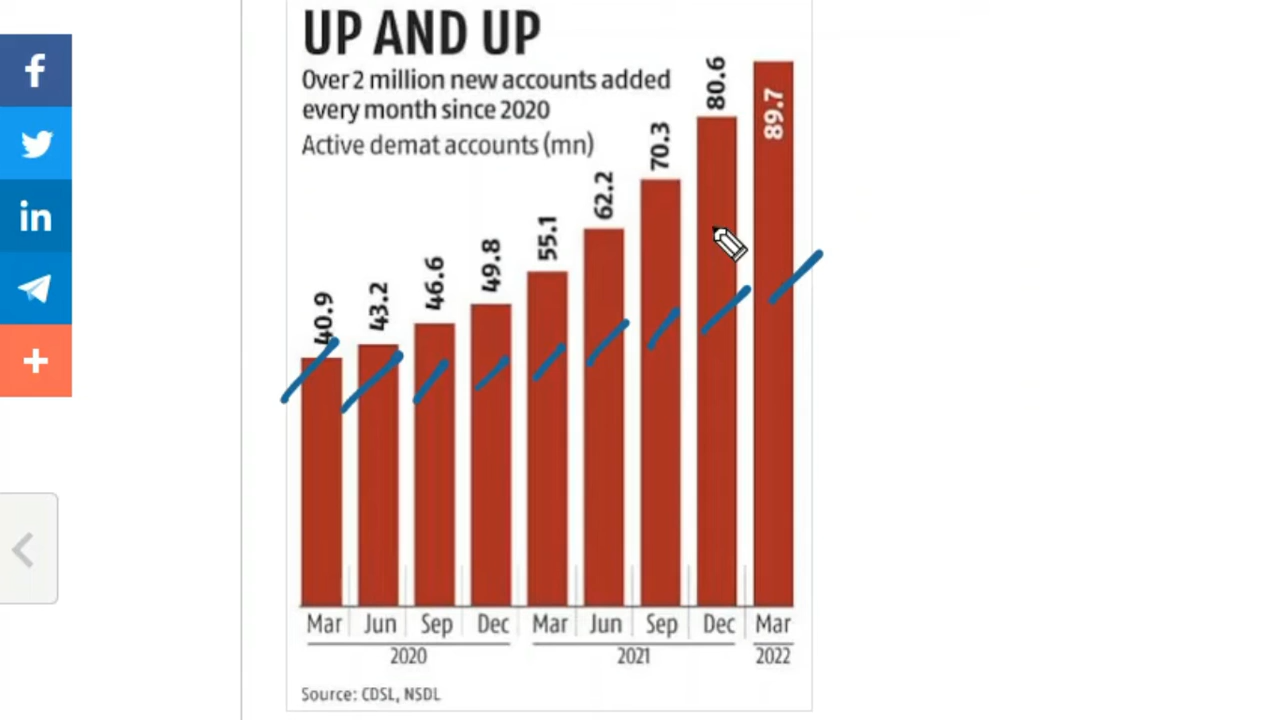 UP AND UP
Over 2 million new accounts added
every month since 2020
Active demat accounts (mn)
40.9 43.2 46.6 49.8 55.1 62.2 70.3 80.6 89.7
Mar Jun Sep Dec Mar Jun Sep Dec Mar
2020 2021 2022
Source: CDSL, NSDL
f
in
+